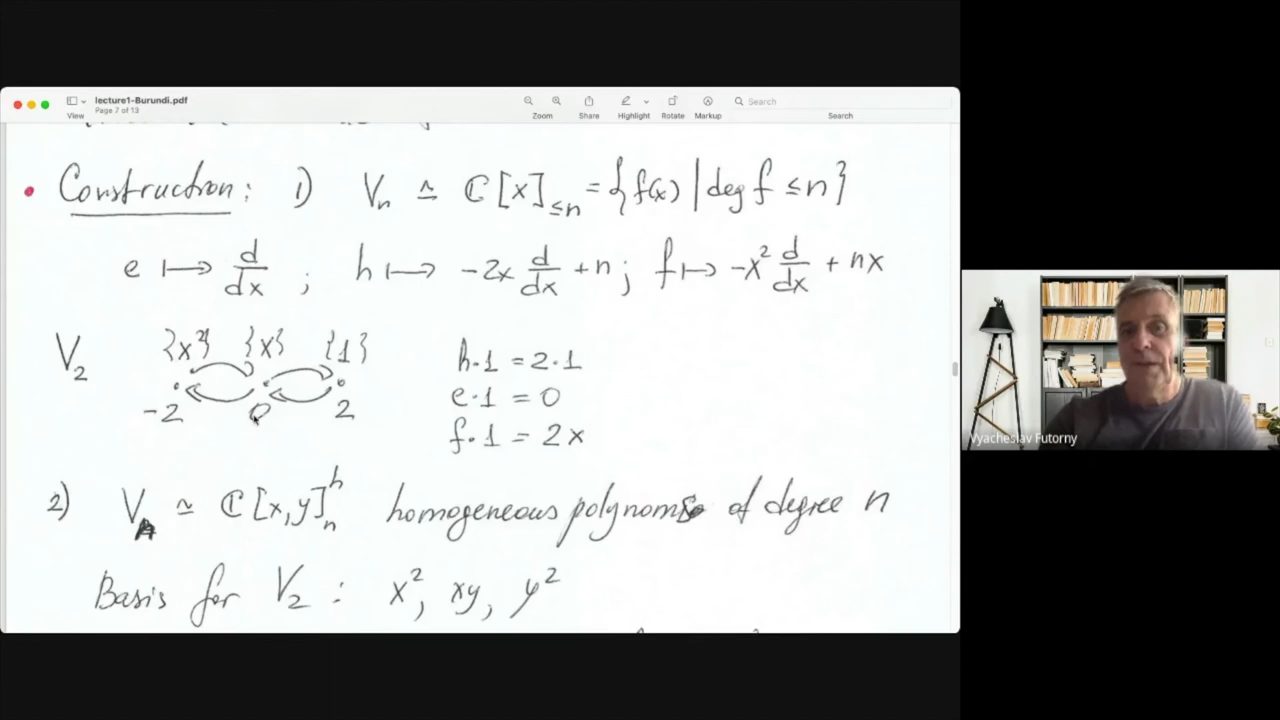 lecture1-Burundi.pdf
Page 7 of 13
View
Zoom
Share
Highlight
Rotate
Markup
Search
Search
• Construction: 1) Vₙ ≃ ℂ[x]≤ₙ = {f(x) | deg f ≤ n}
e ↦ d/dx ; h ↦ -2x d/dx + n ; f ↦ -x² d/dx + nx
V₂ {x²} {x} {1}
-2 0 2
h·1 = 2·1
e·1 = 0
f·1 = 2x
2) Vₙ ≃ ℂ[x,y]ₙʰ homogeneous of degree n
Basis for V₂ : x², xy, y²
Vyacheslav Futorny